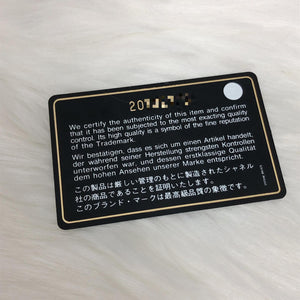 20
We certify the authenticity of this item and confirm
that it has been subjected to the most exacting quality
control. Its high quality is a symbol of the fine reputation
of the Trademark.
Wir bestätigen, dass es sich um einen Artikel handelt,
der während seiner Herstellung strengsten Kontrollen
unterworfen war, und dessen erstklassige Qualität
dem hohen Ansehen unserer Marke entspricht.
この製品は厳しい管理のもとに製造されたシャネル
社の商品であることを証明いたします。
このブランド・マークは最高級品質の象徴です。